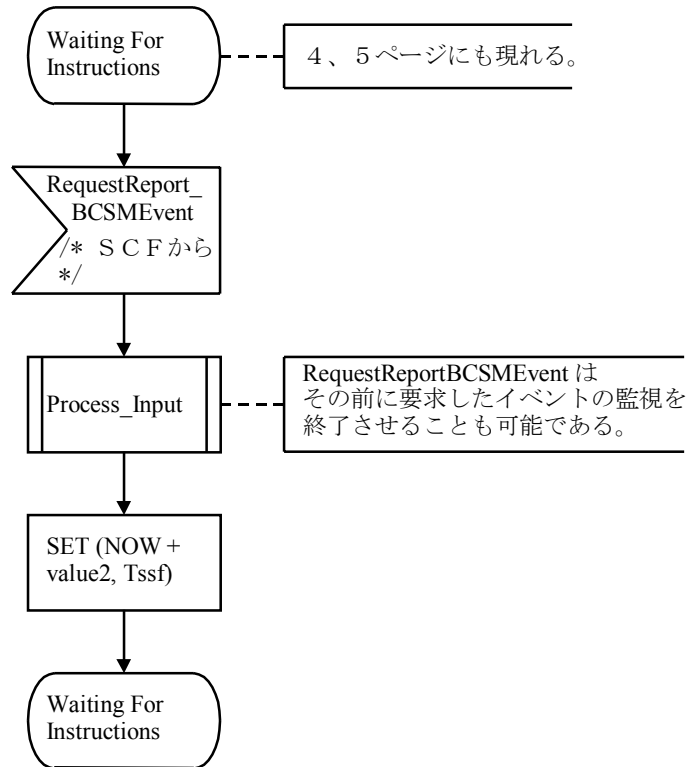 Waiting For
Instructions
４、５ページにも現れる。
RequestReport_
BCSMEvent
/* ＳＣＦから
*/
Process_Input
RequestReportBCSMEvent は
その前に要求したイベントの監視を
終了させることも可能である。
SET (NOW +
value2, Tssf)
Waiting For
Instructions